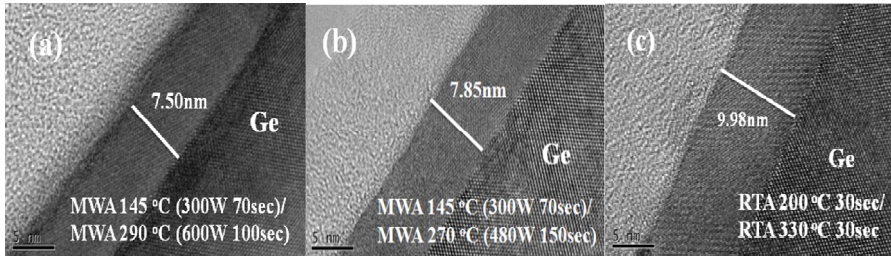 (a)
7.50nm
Ge
MWA 145 °C (300W 70sec)/
MWA 290 °C (600W 100sec)
5 nm
(b)
7.85nm
Ge
MWA 145 °C (300W 70sec)/
MWA 270 °C (480W 150sec)
5 nm
(c)
9.98nm
Ge
RTA 200 °C 30sec/
RTA 330 °C 30sec
5 nm